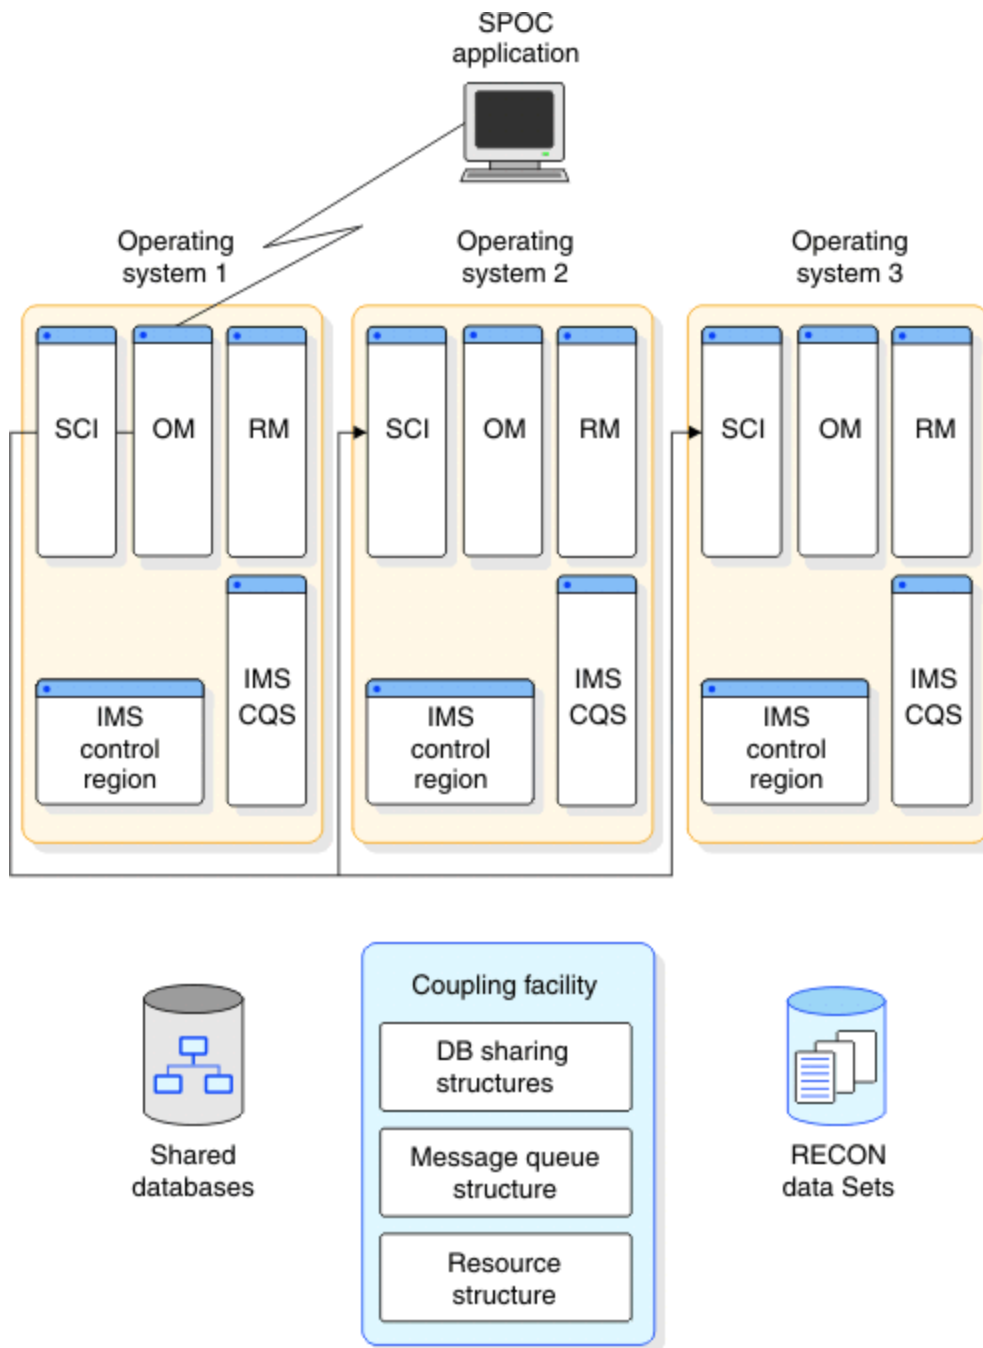 SPOC
application
Operating
system 1
Operating
system 2
Operating
system 3
SCI
OM
RM
SCI
OM
RM
SCI
OM
RM
IMS
CQS
IMS
control
region
IMS
CQS
IMS
control
region
IMS
CQS
IMS
control
region
Coupling facility
DB sharing
structures
Message queue
structure
Resource
structure
Shared
databases
RECON
data Sets